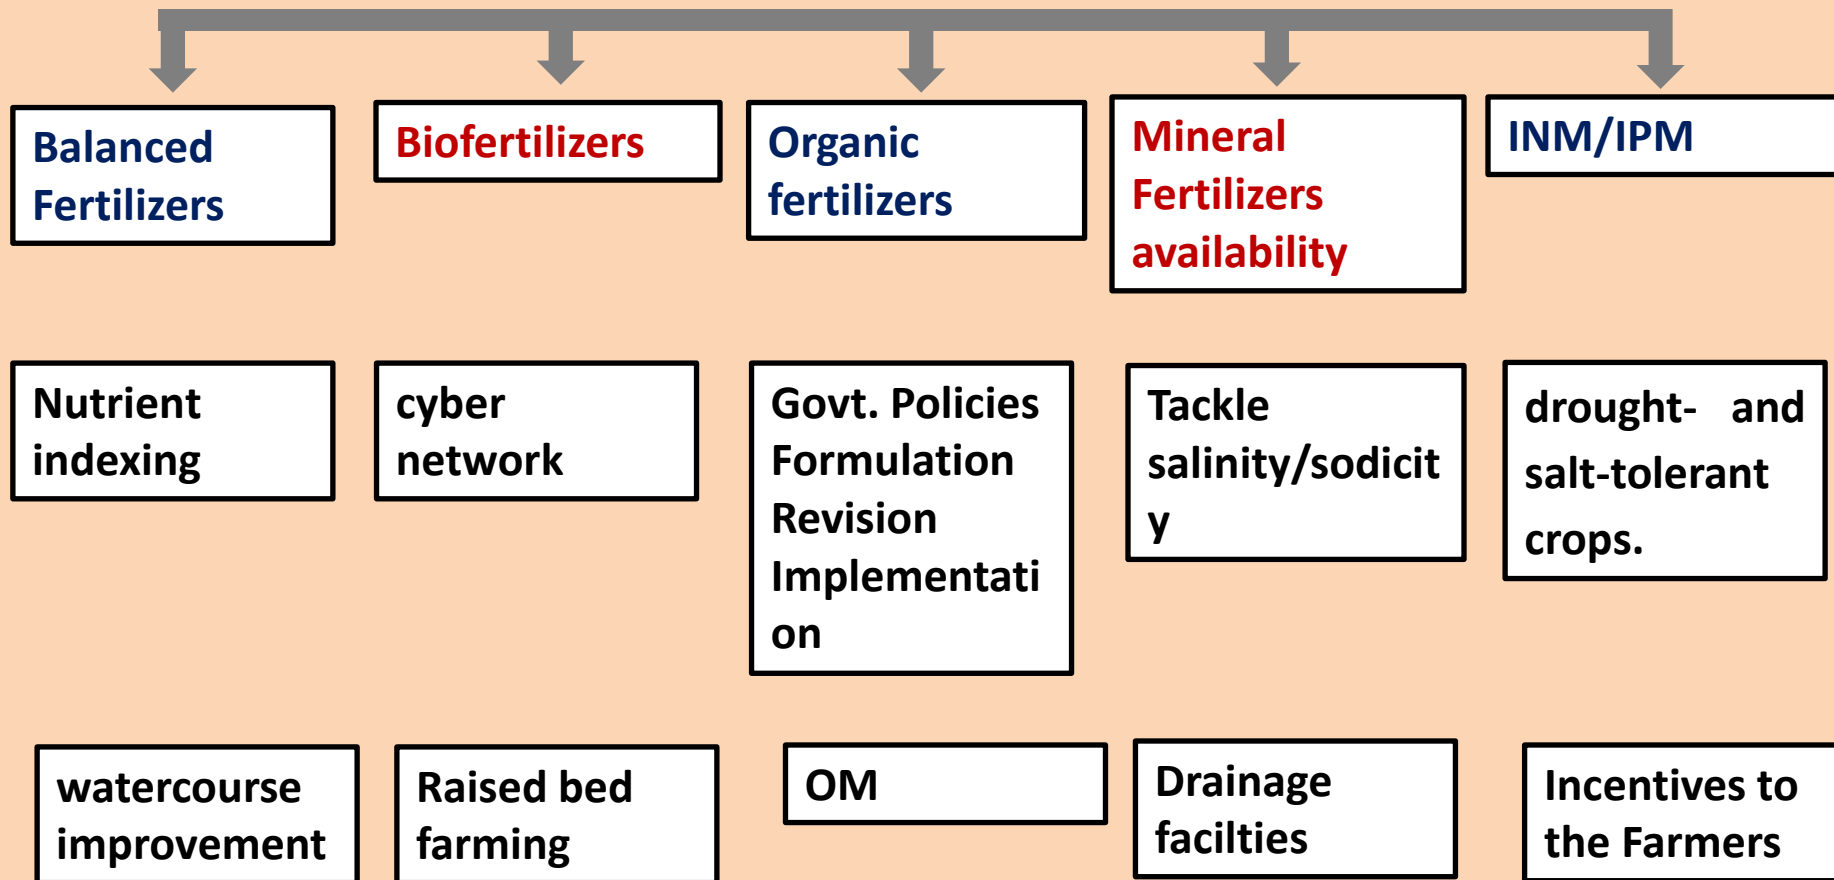 Balanced
Fertilizers
Biofertilizers
Organic
fertilizers
Mineral
Fertilizers
availability
INM/IPM
Nutrient
indexing
cyber
network
Govt. Policies
Formulation
Revision
Implementati
on
Tackle
salinity/sodicit
y
drought- and
salt-tolerant
crops.
watercourse
improvement
Raised bed
farming
OM
Drainage
facilties
Incentives to
the Farmers